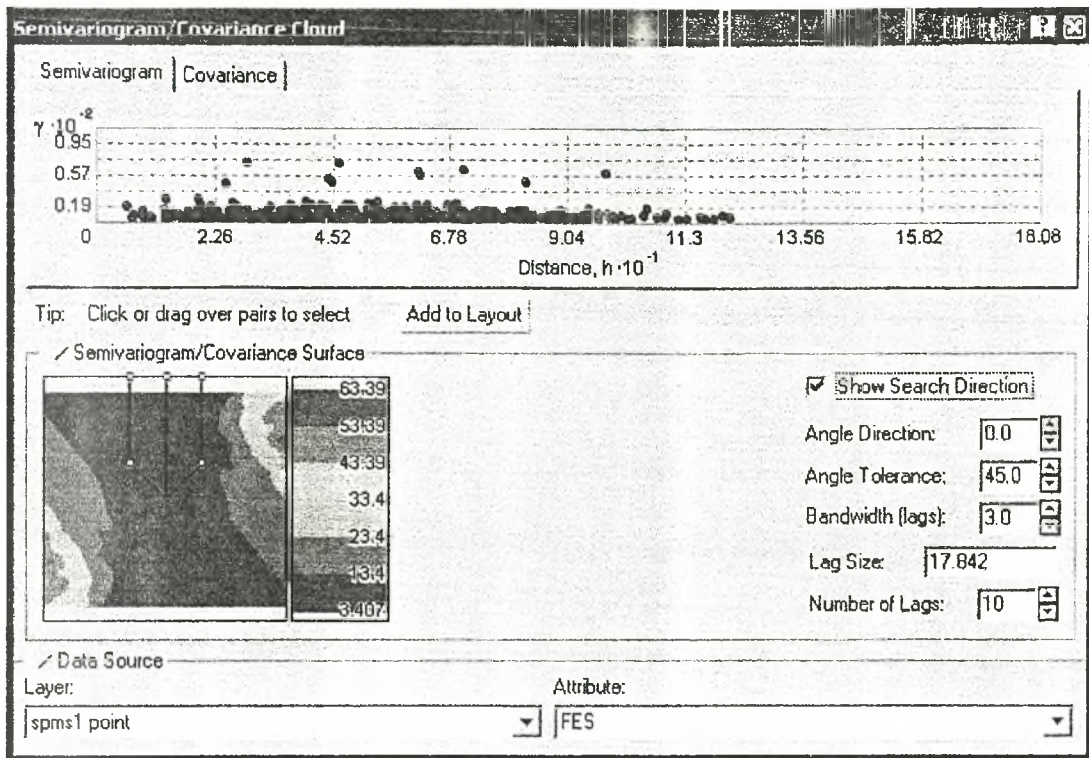 Semivariogram/Covariance Cloud
Semivariogram Covariance
γ·10⁻²
0.95
0.57
0.19
0 2.26 4.52 6.78 9.04 11.3 13.56 15.82 18.08
Distance, h·10⁻¹
Tip: Click or drag over pairs to select Add to Layout
Semivariogram/Covariance Surface
63.39
53.39
43.39
33.4
23.4
13.4
3.407
Show Search Direction
Angle Direction: 0.0
Angle Tolerance: 45.0
Bandwidth (lags): 3.0
Lag Size: 17.842
Number of Lags: 10
Data Source
Layer: Attribute:
spms1 point FES